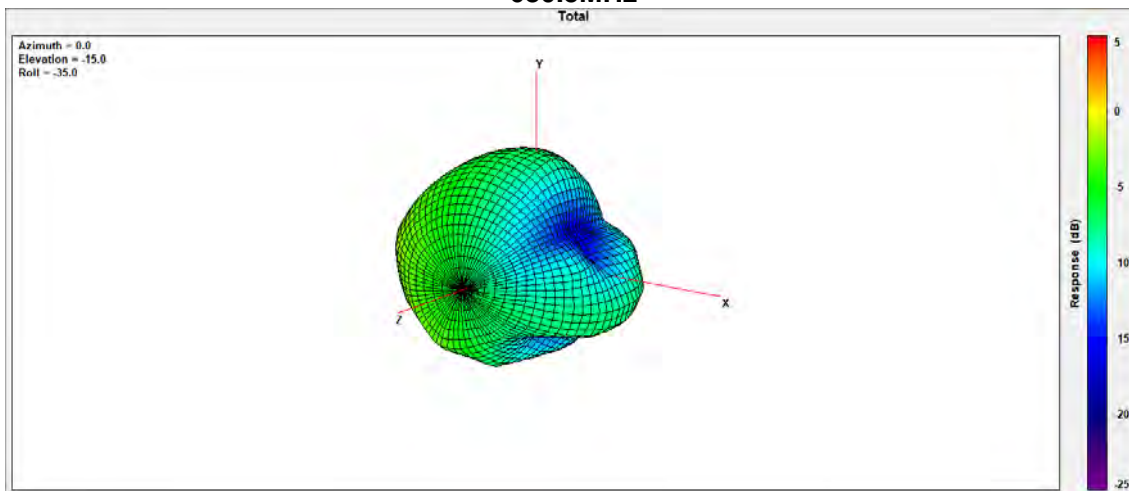 Total
Azimuth = 0.0
Elevation = -15.0
Roll = -35.0
Y
Z
X
5
0
5
10
15
-20
-25
Response (dB)